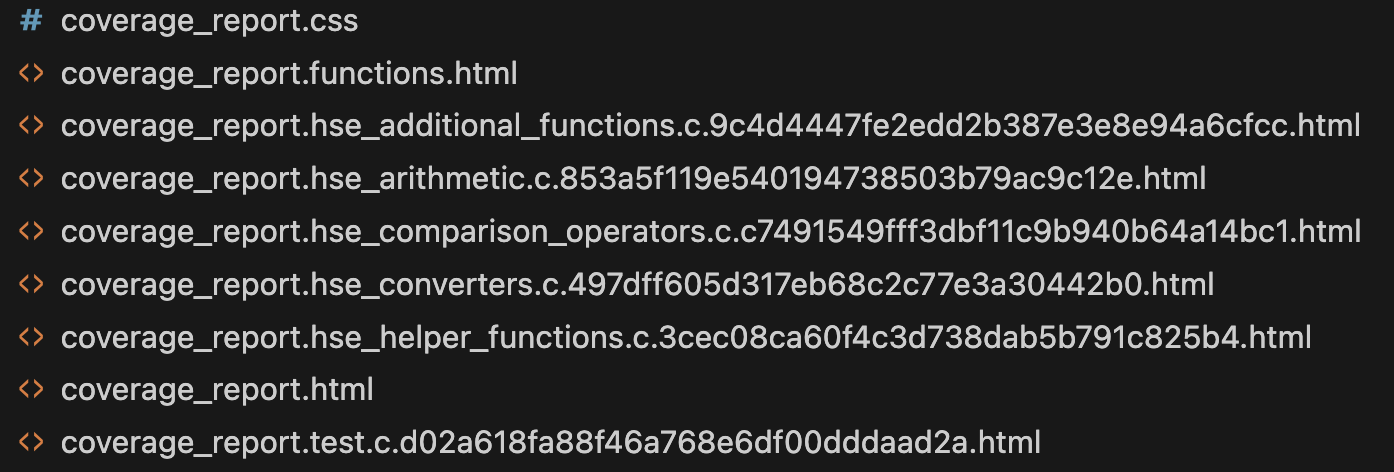 # coverage_report.css
<> coverage_report.functions.html
<> coverage_report.hse_additional_functions.c.9c4d4447fe2edd2b387e3e8e94a6cfcc.html
<> coverage_report.hse_arithmetic.c.853a5f119e540194738503b79ac9c12e.html
<> coverage_report.hse_comparison_operators.c.c7491549fff3dbf11c9b940b64a14bc1.html
<> coverage_report.hse_converters.c.497dff605d317eb68c2c77e3a30442b0.html
<> coverage_report.hse_helper_functions.c.3cec08ca60f4c3d738dab5b791c825b4.html
<> coverage_report.html
<> coverage_report.test.c.d02a618fa88f46a768e6df00dddaad2a.html